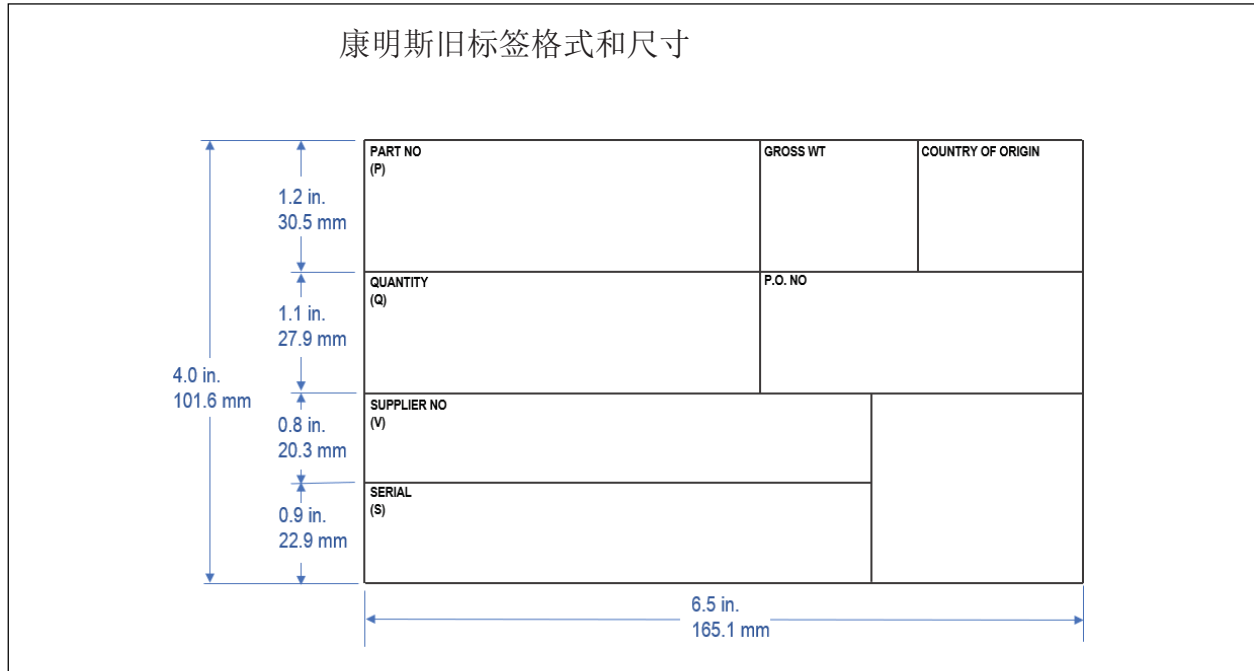 康明斯旧标签格式和尺寸
PART NO
(P)
GROSS WT
COUNTRY OF ORIGIN
1.2 in.
30.5 mm
QUANTITY
(Q)
P.O. NO
1.1 in.
27.9 mm
4.0 in.
101.6 mm
SUPPLIER NO
(V)
0.8 in.
20.3 mm
SERIAL
(S)
0.9 in.
22.9 mm
6.5 in.
165.1 mm